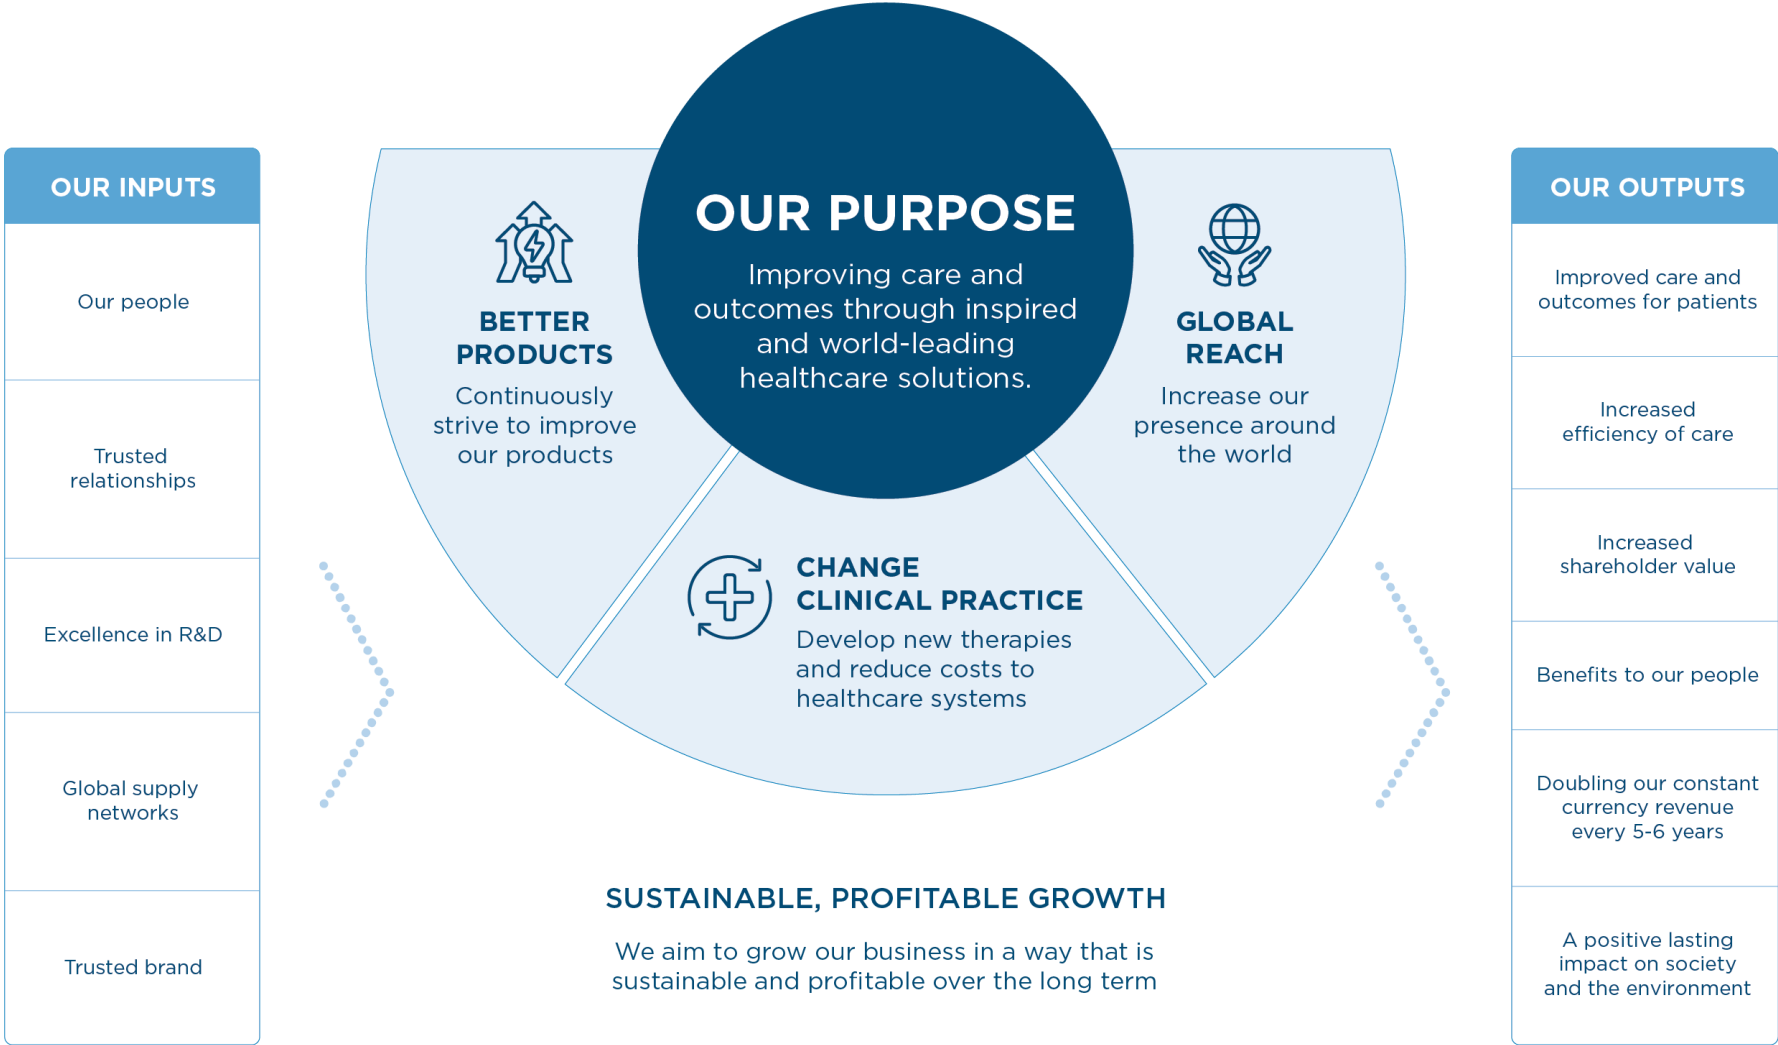 OUR INPUTS
Our people
Trusted
relationships
Excellence in R&D
Global supply
networks
Trusted brand
OUR PURPOSE
Improving care and
outcomes through inspired
and world-leading
healthcare solutions.
BETTER
PRODUCTS
Continuously
strive to improve
our products
CHANGE
CLINICAL PRACTICE
Develop new therapies
and reduce costs to
healthcare systems
GLOBAL
REACH
Increase our
presence around
the world
SUSTAINABLE, PROFITABLE GROWTH
We aim to grow our business in a way that is
sustainable and profitable over the long term
OUR OUTPUTS
Improved care and
outcomes for patients
Increased
efficiency of care
Increased
shareholder value
Benefits to our people
Doubling our constant
currency revenue
every 5-6 years
A positive lasting
impact on society
and the environment